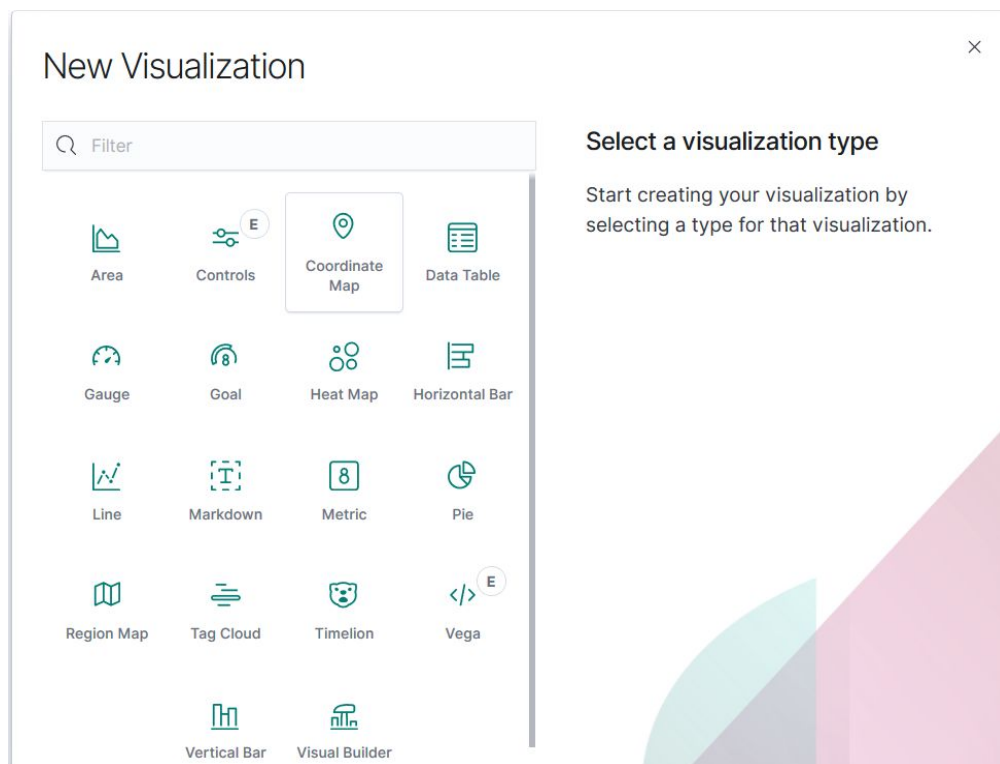 New Visualization
Filter
Select a visualization type
Start creating your visualization by
selecting a type for that visualization.
E
Area
Controls
Coordinate
Map
Data Table
8
Gauge
Goal
Heat Map
Horizontal Bar
T
8
Line
Markdown
Metric
Pie
E
Region Map
Tag Cloud
Timelion
Vega
Vertical Bar
Visual Builder